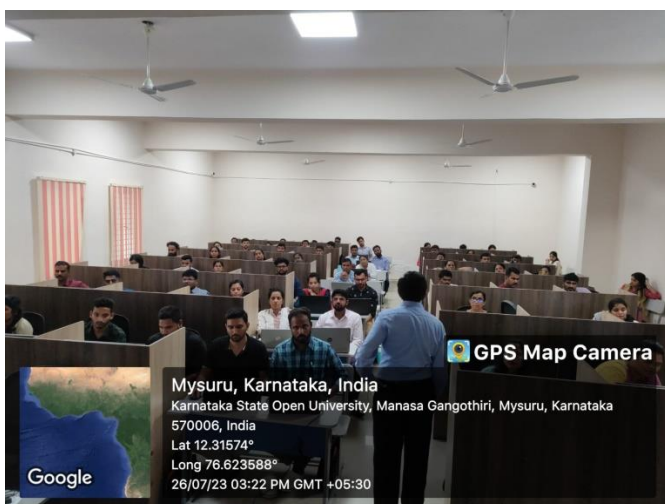 GPS Map Camera
Mysuru, Karnataka, India
Karnataka State Open University, Manasa Gangothiri, Mysuru, Karnataka
570006, India
Lat 12.31574°
Long 76.623588°
26/07/23 03:22 PM GMT +05:30
Google